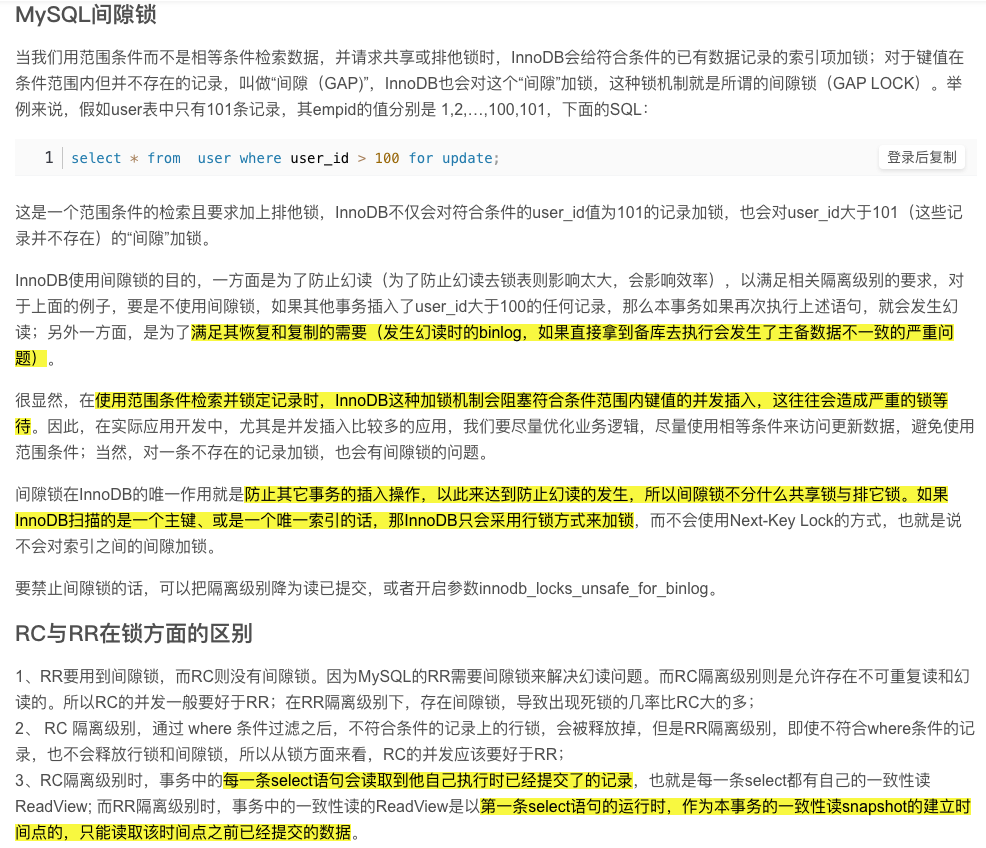 MySQL间隙锁
当我们用范围条件而不是相等条件检索数据，并请求共享或排他锁时，InnoDB会给符合条件的已有数据记录的索引项加锁；对于键值在
条件范围内但并不存在的记录，叫做“间隙（GAP)”，InnoDB也会对这个“间隙”加锁，这种锁机制就是所谓的间隙锁（GAP LOCK）。举
例来说，假如user表中只有101条记录，其empid的值分别是 1,2,…,100,101，下面的SQL：
1 select * from  user where user_id > 100 for update; 登录后复制
这是一个范围条件的检索且要求加上排他锁，InnoDB不仅会对符合条件的user_id值为101的记录加锁，也会对user_id大于101（这些记
录并不存在）的“间隙”加锁。
InnoDB使用间隙锁的目的，一方面是为了防止幻读（为了防止幻读去锁表则影响太大，会影响效率），以满足相关隔离级别的要求，对
于上面的例子，要是不使用间隙锁，如果其他事务插入了user_id大于100的任何记录，那么本事务如果再次执行上述语句，就会发生幻
读；另外一方面，是为了满足其恢复和复制的需要（发生幻读时的binlog，如果直接拿到备库去执行会发生了主备数据不一致的严重问
题）。
很显然，在使用范围条件检索并锁定记录时，InnoDB这种加锁机制会阻塞符合条件范围内键值的并发插入，这往往会造成严重的锁等
待。因此，在实际应用开发中，尤其是并发插入比较多的应用，我们要尽量优化业务逻辑，尽量使用相等条件来访问更新数据，避免使用
范围条件；当然，对一条不存在的记录加锁，也会有间隙锁的问题。
间隙锁在InnoDB的唯一作用就是防止其它事务的插入操作，以此来达到防止幻读的发生，所以间隙锁不分什么共享锁与排它锁。如果
InnoDB扫描的是一个主键、或是一个唯一索引的话，那InnoDB只会采用行锁方式来加锁，而不会使用Next-Key Lock的方式，也就是说
不会对索引之间的间隙加锁。
要禁止间隙锁的话，可以把隔离级别降为读已提交，或者开启参数innodb_locks_unsafe_for_binlog。
RC与RR在锁方面的区别
1、RR要用到间隙锁，而RC则没有间隙锁。因为MySQL的RR需要间隙锁来解决幻读问题。而RC隔离级别则是允许存在不可重复读和幻
读的。所以RC的并发一般要好于RR；在RR隔离级别下，存在间隙锁，导致出现死锁的几率比RC大的多；
2、 RC 隔离级别，通过 where 条件过滤之后，不符合条件的记录上的行锁，会被释放掉，但是RR隔离级别，即使不符合where条件的记
录，也不会释放行锁和间隙锁，所以从锁方面来看，RC的并发应该要好于RR；
3、RC隔离级别时，事务中的每一条select语句会读取到他自己执行时已经提交了的记录，也就是每一条select都有自己的一致性读
ReadView; 而RR隔离级别时，事务中的一致性读的ReadView是以第一条select语句的运行时，作为本事务的一致性读snapshot的建立时
间点的，只能读取该时间点之前已经提交的数据。